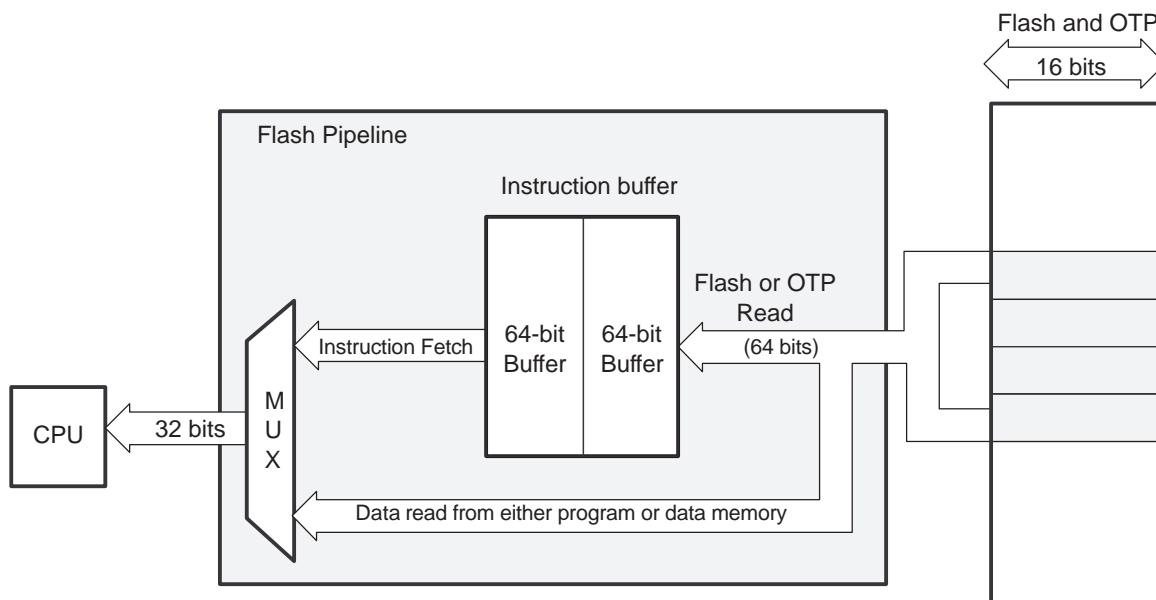 Flash and OTP
16 bits
Flash Pipeline
Instruction buffer
Flash or OTP
Read
(64 bits)
64-bit
Buffer
64-bit
Buffer
Instruction Fetch
M
U
X
CPU
32 bits
Data read from either program or data memory